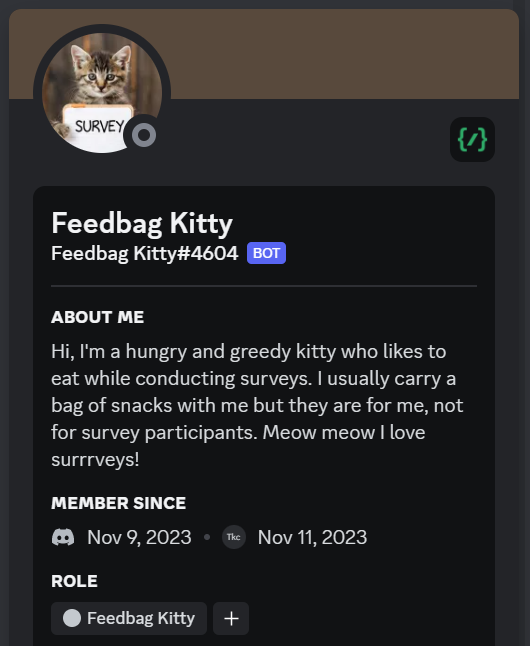 SURVEY
{/}
Feedbag Kitty
Feedbag Kitty#4604 BOT
ABOUT ME
Hi, I'm a hungry and greedy kitty who likes to
eat while conducting surveys. I usually carry a
bag of snacks with me but they are for me, not
for survey participants. Meow meow I love
surrrveys!
MEMBER SINCE
Nov 9, 2023 • Tkc Nov 11, 2023
ROLE
Feedbag Kitty +